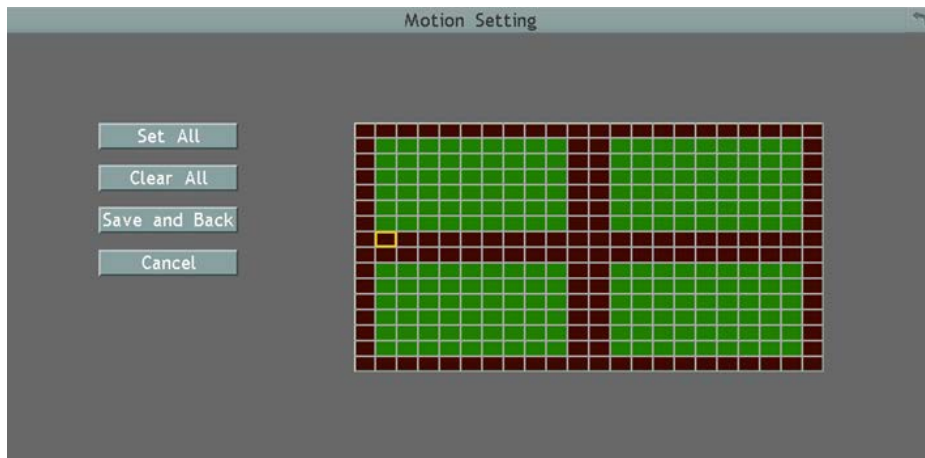 Motion Setting
Set All
Clear All
Save and Back
Cancel